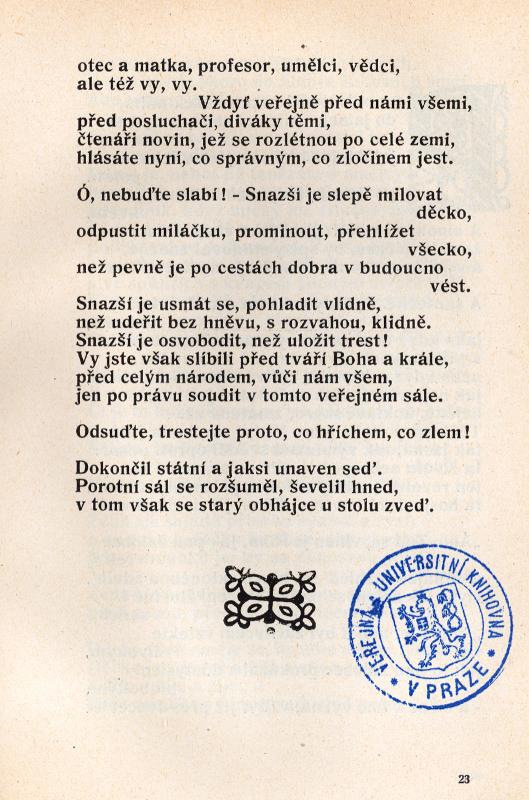 otec a matka, profesor, umělci, vědci,
ale též vy, vy.
Vždyť veřejně před námi všemi,
před posluchači, diváky těmi,
čtenáři novin, jež se rozlétnou po celé zemi,
hlásáte nyní, co správným, co zločinem jest.
Ó, nebuďte slabí! - Snazší je slepě milovat
děcko,
odpustit miláčku, prominout, přehlížet
všecko,
než pevně je po cestách dobra v budoucno
vést.
Snazší je usmát se, pohladit vlídně,
než udeřit bez hněvu, s rozvahou, klidně.
Snazší je osvobodit, než uložit trest!
Vy jste však slíbili před tváří Boha a krále,
před celým národem, vůči nám všem,
jen po právu soudit v tomto veřejném sále.
Odsuďte, trestejte proto, co hříchem, co zlem!
Dokončil státní a jaksi unaven seď.
Porotní sál se rozšuměl, ševelil hned,
v tom však se starý obhájce u stolu zveď.
VEŘEJNÁ A UNIVERSITNÍ KNIHOVNA
* V PRAZE *
23